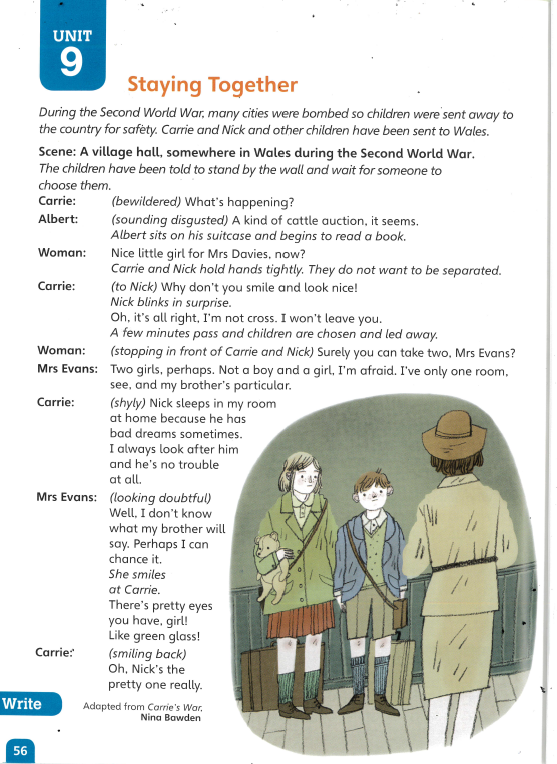 UNIT
9
Staying Together
During the Second World War, many cities were bombed so children were sent away to
the country for safety. Carrie and Nick and other children have been sent to Wales.
Scene: A village hall, somewhere in Wales during the Second World War.
The children have been told to stand by the wall and wait for someone to
choose them.
Carrie: (bewildered) What's happening?
Albert: (sounding disgusted) A kind of cattle auction, it seems.
Albert sits on his suitcase and begins to read a book.
Woman: Nice little girl for Mrs Davies, now?
Carrie and Nick hold hands tightly. They do not want to be separated.
Carrie: (to Nick) Why don't you smile and look nice!
Nick blinks in surprise.
Oh, it's all right, I'm not cross. I won't leave you.
A few minutes pass and children are chosen and led away.
Woman: (stopping in front of Carrie and Nick) Surely you can take two, Mrs Evans?
Mrs Evans: Two girls, perhaps. Not a boy and a girl, I'm afraid. I've only one room,
see, and my brother's particular.
Carrie: (shyly) Nick sleeps in my room
at home because he has
bad dreams sometimes.
I always look after him
and he's no trouble
at all.
Mrs Evans: (looking doubtful)
Well, I don't know
what my brother will
say. Perhaps I can
chance it.
She smiles
at Carrie.
There's pretty eyes
you have, girl!
Like green glass!
Carrie: (smiling back)
Oh, Nick's the
pretty one really.
Adapted from Carrie's War,
Nina Bawden
Write
56